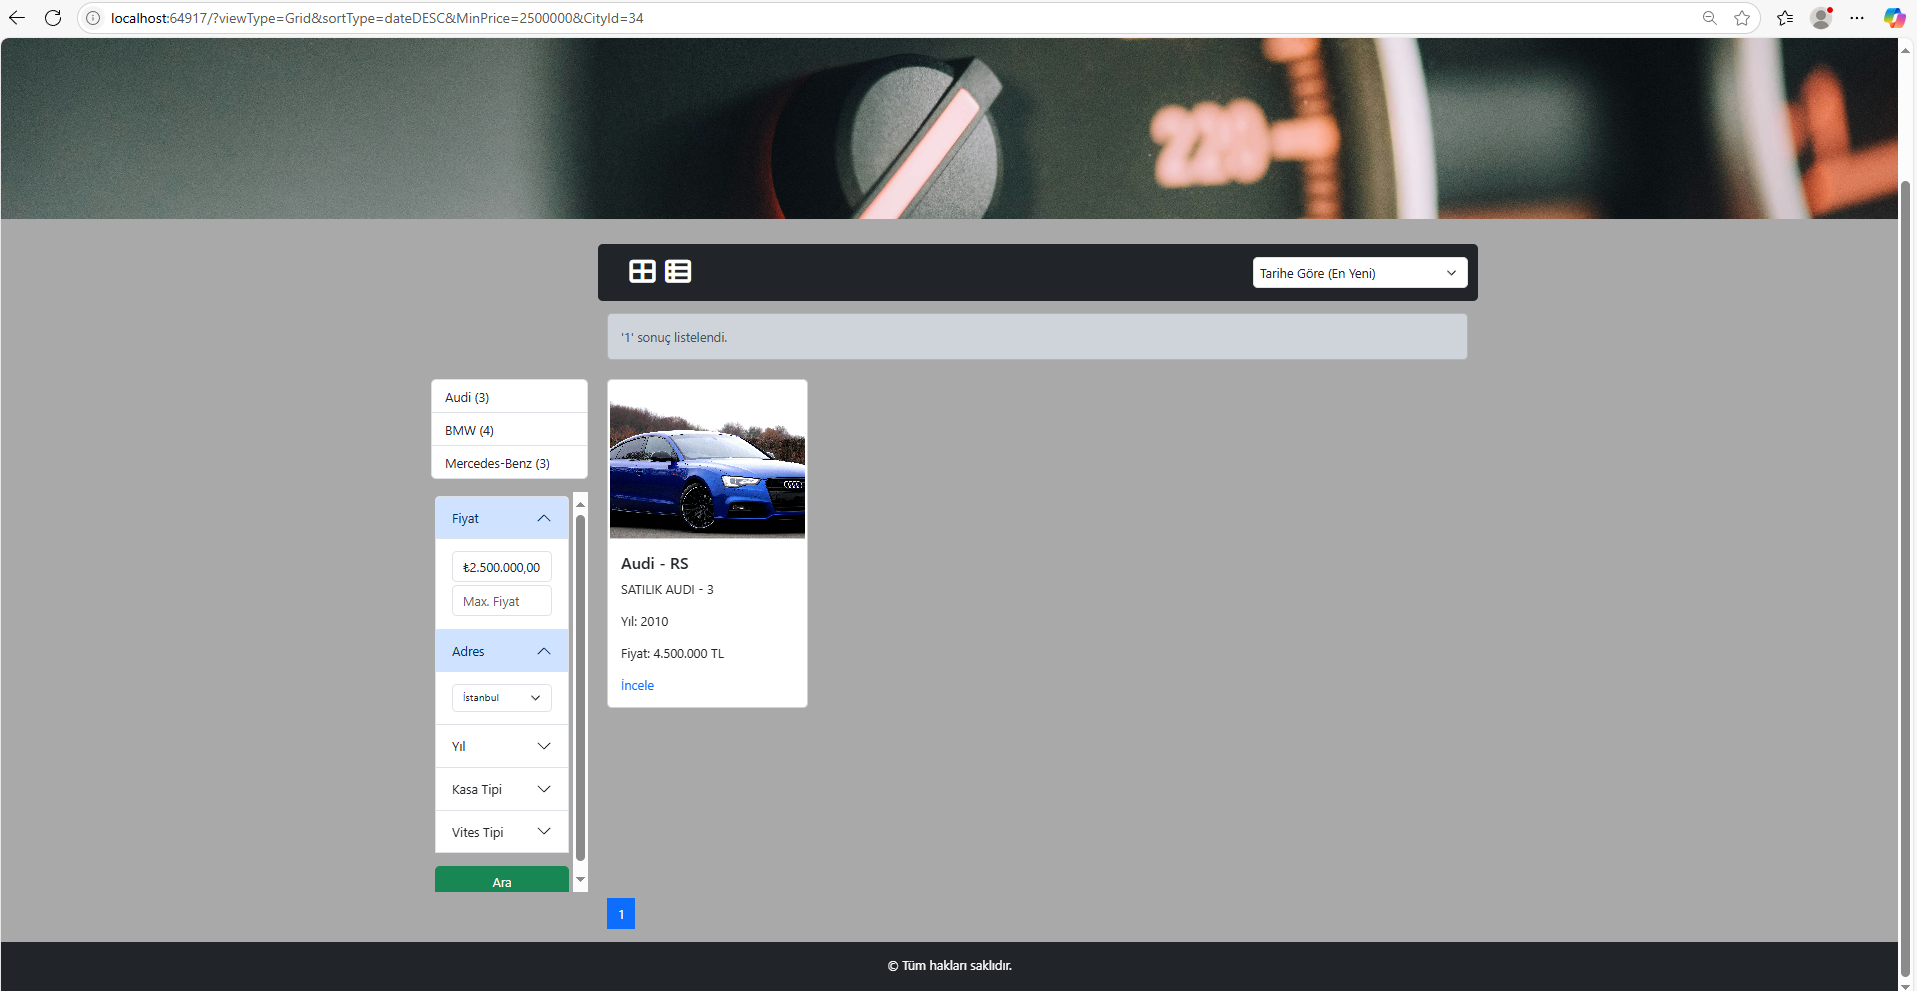 localhost:64917/?viewType=Grid&sortType=dateDESC&MinPrice=2500000&CityId=34
220
Tarihe Göre (En Yeni)
'1' sonuç listelendi.
Audi (3)
BMW (4)
Mercedes-Benz (3)
Fiyat
₺2.500.000,00
Max. Fiyat
Adres
İstanbul
Yıl
Kasa Tipi
Vites Tipi
Ara
Audi - RS
SATILIK AUDI - 3
Yıl: 2010
Fiyat: 4.500.000 TL
İncele
1
© Tüm hakları saklıdır.